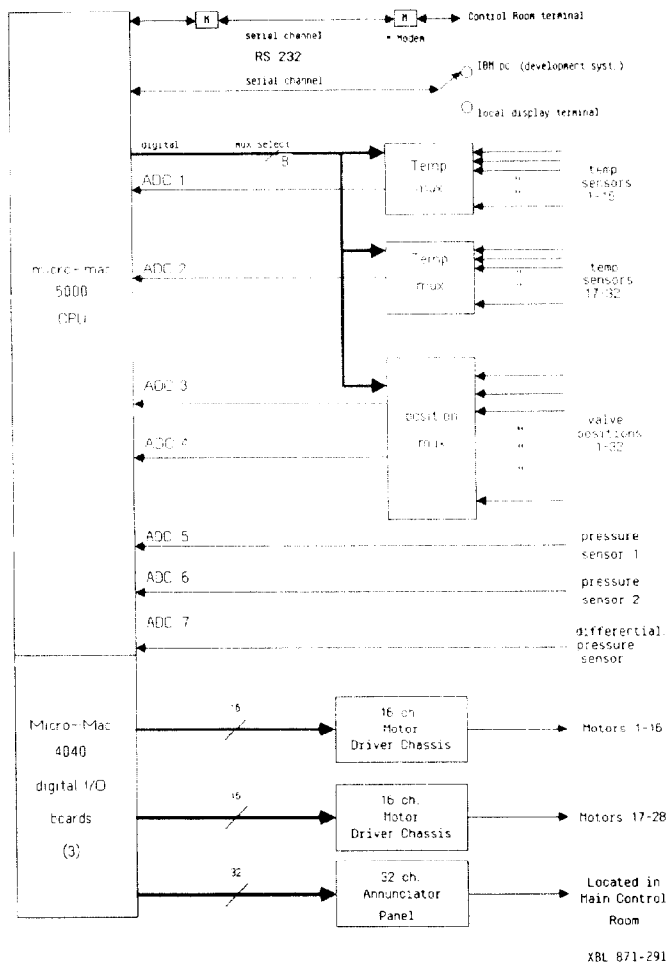 M
M
Control Room terminal
serial channel
* Modem
RS 232
IBM pc (development syst.)
serial channel
local display terminal
digital
mux select
8
Temp
mux
temp
sensors
1-16
ADC 1
micro-mac
5000
CPU
ADC 2
Temp
mux
temp
sensors
17-32
ADC 3
position
mux
valve
positions
1-32
"
"
"
"
"
ADC 4
ADC 5
pressure
sensor 1
ADC 6
pressure
sensor 2
ADC 7
differential
pressure
sensor
Micro-Mac
4040
digital I/O
boards
(3)
16
16 ch
Motor
Driver Chassis
Motors 1-16
16
16 ch.
Motor
Driver Chassis
Motors 17-28
32
32 ch.
Annunciator
Panel
Located in
Main Control
Room
XBL 871-291